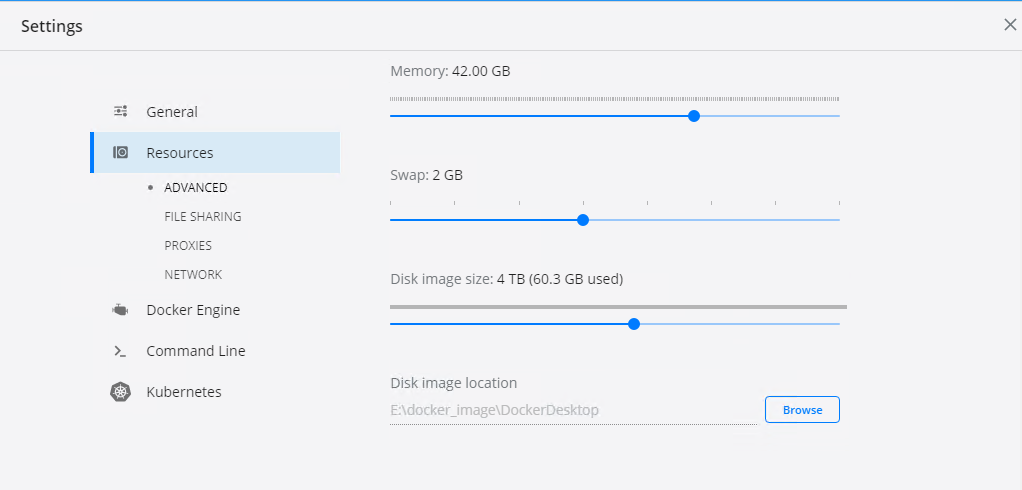 Settings
General
Resources
ADVANCED
FILE SHARING
PROXIES
NETWORK
Docker Engine
Command Line
Kubernetes
Memory: 42.00 GB
Swap: 2 GB
Disk image size: 4 TB (60.3 GB used)
Disk image location
E:\docker_image\DockerDesktop
Browse